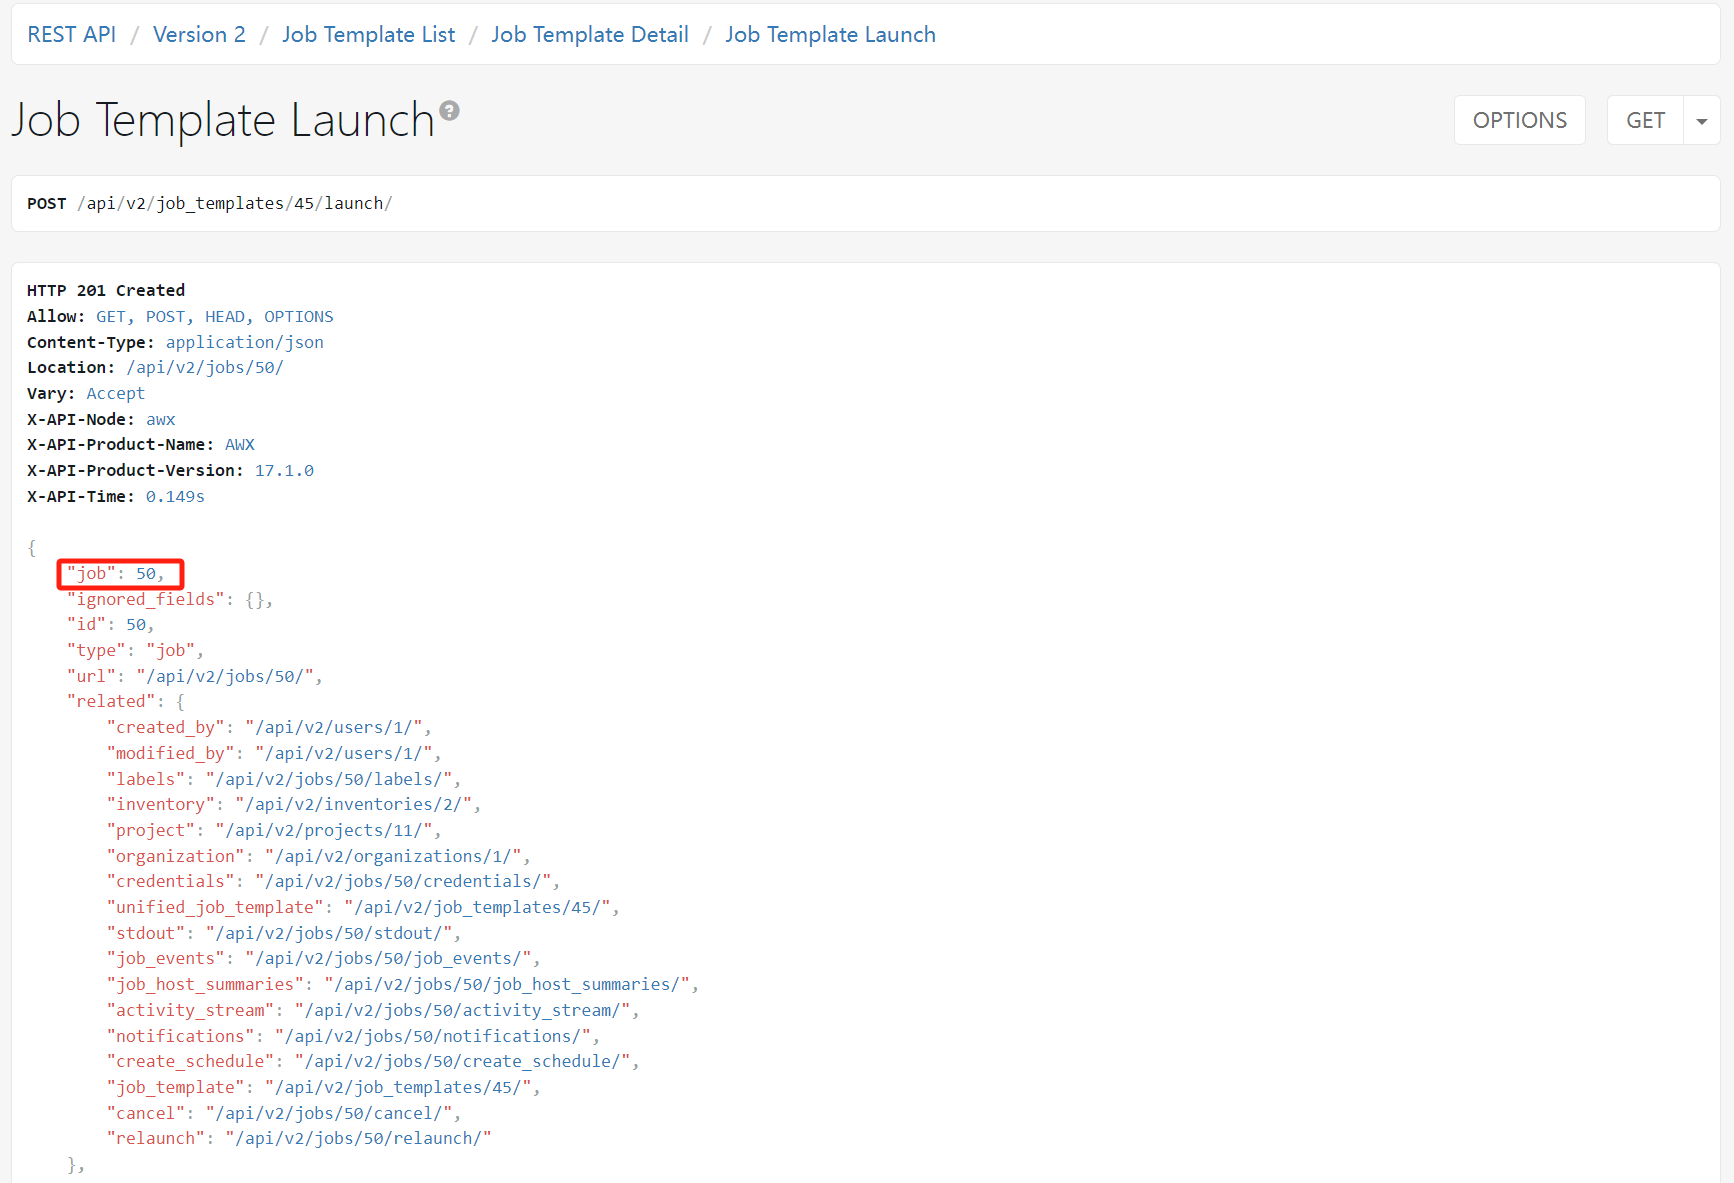 REST API / Version 2 / Job Template List / Job Template Detail / Job Template Launch
Job Template Launch ?
OPTIONS
GET
POST /api/v2/job_templates/45/launch/
HTTP 201 Created
Allow: GET, POST, HEAD, OPTIONS
Content-Type: application/json
Location: /api/v2/jobs/50/
Vary: Accept
X-API-Node: awx
X-API-Product-Name: AWX
X-API-Product-Version: 17.1.0
X-API-Time: 0.149s
{
    "job": 50,
    "ignored_fields": {},
    "id": 50,
    "type": "job",
    "url": "/api/v2/jobs/50/",
    "related": {
        "created_by": "/api/v2/users/1/",
        "modified_by": "/api/v2/users/1/",
        "labels": "/api/v2/jobs/50/labels/",
        "inventory": "/api/v2/inventories/2/",
        "project": "/api/v2/projects/11/",
        "organization": "/api/v2/organizations/1/",
        "credentials": "/api/v2/jobs/50/credentials/",
        "unified_job_template": "/api/v2/job_templates/45/",
        "stdout": "/api/v2/jobs/50/stdout/",
        "job_events": "/api/v2/jobs/50/job_events/",
        "job_host_summaries": "/api/v2/jobs/50/job_host_summaries/",
        "activity_stream": "/api/v2/jobs/50/activity_stream/",
        "notifications": "/api/v2/jobs/50/notifications/",
        "create_schedule": "/api/v2/jobs/50/create_schedule/",
        "job_template": "/api/v2/job_templates/45/",
        "cancel": "/api/v2/jobs/50/cancel/",
        "relaunch": "/api/v2/jobs/50/relaunch/"
    },